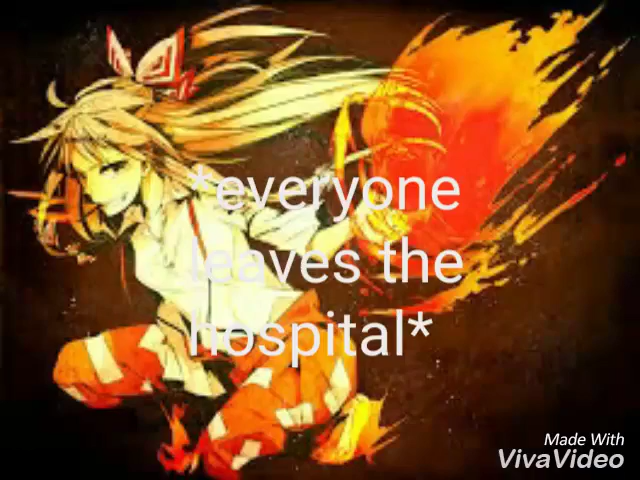 *everyone
leaves the
hospital*
Made With
VivaVideo